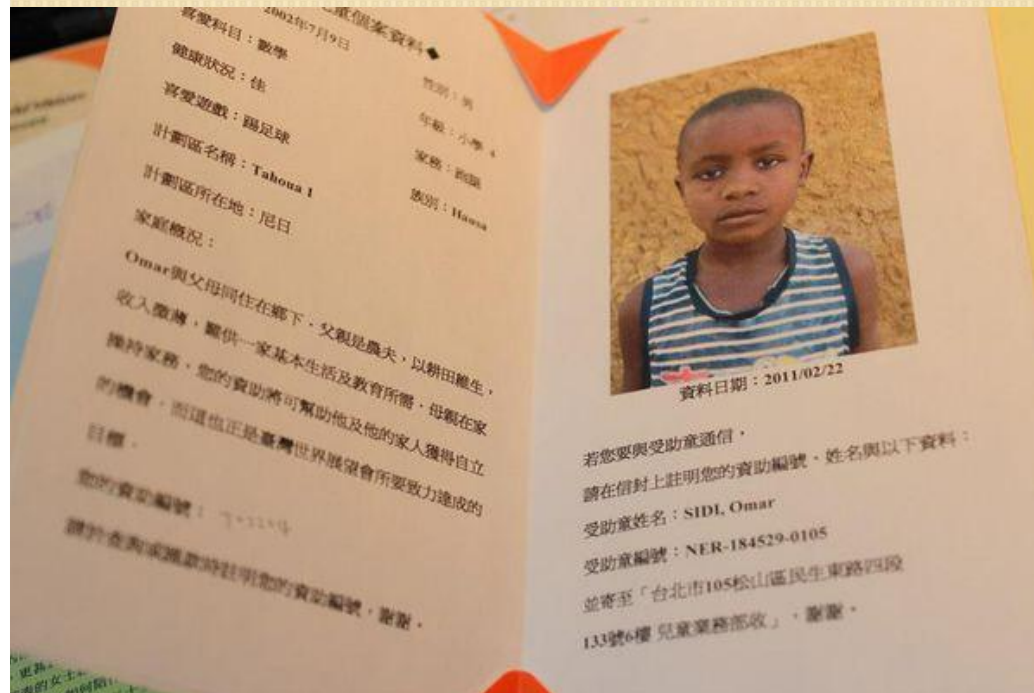 童個案資料◆
2002年7月9日
喜愛科目：數學
性別：男
健康狀況：佳
年級：小學 4
喜愛遊戲：踢足球
家務：跑腿
計劃區名稱：Tahoua 1
族別：Hausa
計劃區所在地：尼日
家庭概況：
Omar與父母同住在鄉下。父親是農夫，以耕田維生，
收入微薄，難供一家基本生活及教育所需。母親在家
操持家務。您的資助將可幫助他及他的家人獲得自立
的機會，而這也正是臺灣世界展望會所要致力達成的
目標。
您的資助編號：
請於查詢或匯款時註明您的資助編號，謝謝。
資料日期：2011/02/22
若您要與受助童通信，
請在信封上註明您的資助編號、姓名與以下資料：
受助童姓名：SIDI, Omar
受助童編號：NER-184529-0105
並寄至「台北市105松山區民生東路四段
133號6樓 兒童業務部收」，謝謝。